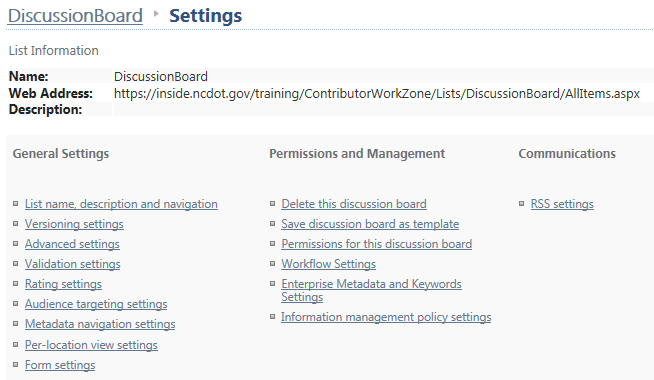 DiscussionBoard Settings
List Information
Name: DiscussionBoard
Web Address: https://inside.ncdot.gov/training/ContributorWorkZone/Lists/DiscussionBoard/AllItems.aspx
Description:
General Settings
List name, description and navigation
Versioning settings
Advanced settings
Validation settings
Rating settings
Audience targeting settings
Metadata navigation settings
Per-location view settings
Form settings
Permissions and Management
Delete this discussion board
Save discussion board as template
Permissions for this discussion board
Workflow Settings
Enterprise Metadata and Keywords
Settings
Information management policy settings
Communications
RSS settings